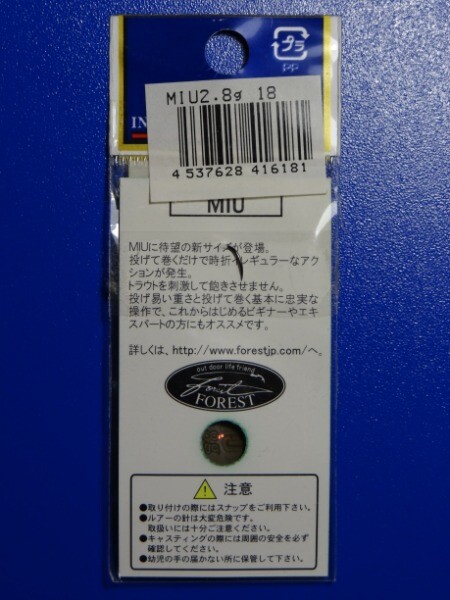 プラ
PP
IN
MIU2.8g 18
4 537628 416181
MIU
MIUに待望の新サイズが登場。
投げて巻くだけで時折イレギュラーなアク
ションが発生。
トラウトを刺激して飽きさせません。
投げ易い重さと投げて巻く基本に忠実な
操作で、これからはじめるビギナーやエキ
スパートの方にもオススメです。
詳しくは、http://www.forestjp.com/へ。
out door life friend
Forest
FOREST
注意
●取り付けの際にはスナップをご利用下さい。
●ルアーの針は大変危険です。
取扱いには十分ご注意ください。
●キャスティングの際には周囲の安全を必ず
確認してください。
●幼児の手の届かない所に保管して下さい。